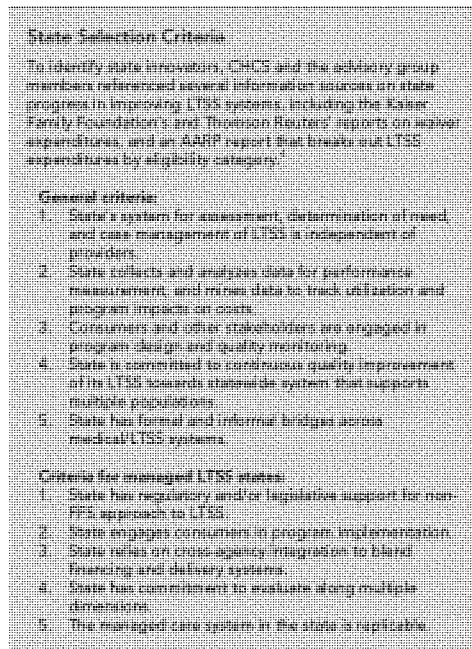 State Selection Criteria
To identify state innovators, CHCS and the advisory group
members referenced several information sources on state
progress in improving LTSS systems, including the Kaiser
Family Foundation's and Thomson Reuters' reports on waiver
expenditures, and an AARP report that breaks out LTSS
expenditures by eligibility category.
General criteria:
1. State's system for assessment, determination of need,
and case management of LTSS is independent of
providers.
2. State collects and analyzes data for performance
measurement, and mines data to track utilization and
program impacts on costs.
3. Consumers and other stakeholders are engaged in
program design and quality monitoring.
4. State is committed to continuous quality improvement
of its LTSS towards statewide system that supports
multiple populations.
5. State has formal and informal bridges across
medical/LTSS systems.
Criteria for managed LTSS states:
1. State has regulatory and/or legislative support for non-
FFS approach to LTSS.
2. State engages consumers in program implementation.
3. State relies on cross-agency integration to blend
financing and delivery systems.
4. State has commitment to evaluate along multiple
dimensions.
5. The managed care system in the state is replicable.